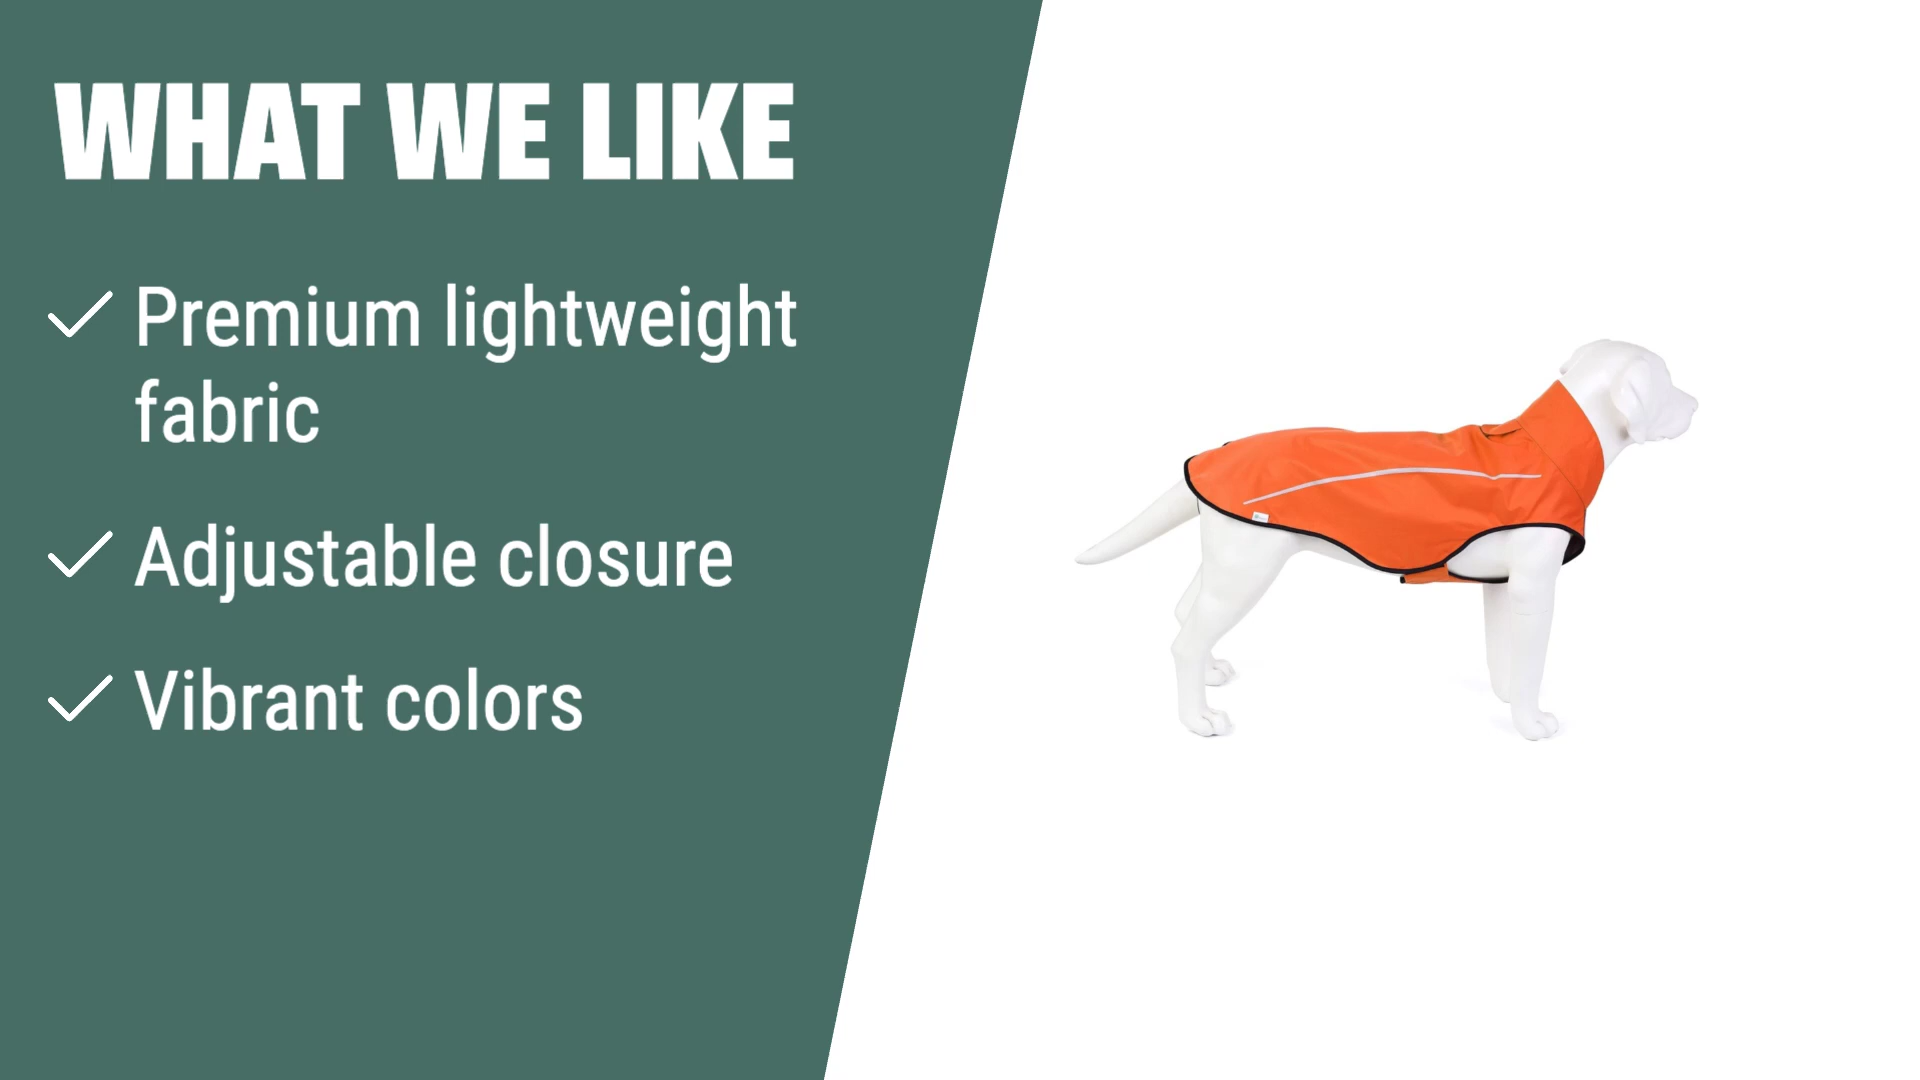 WHAT WE LIKE
Premium lightweight
fabric
Adjustable closure
Vibrant colors